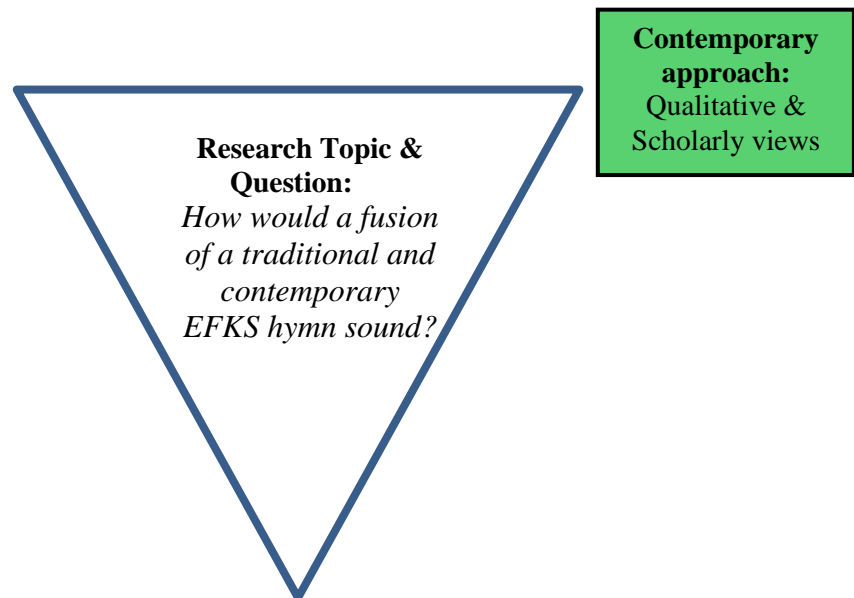 Contemporary
approach:
Qualitative &
Scholarly views
Research Topic &
Question:
How would a fusion
of a traditional and
contemporary
EFKS hymn sound?